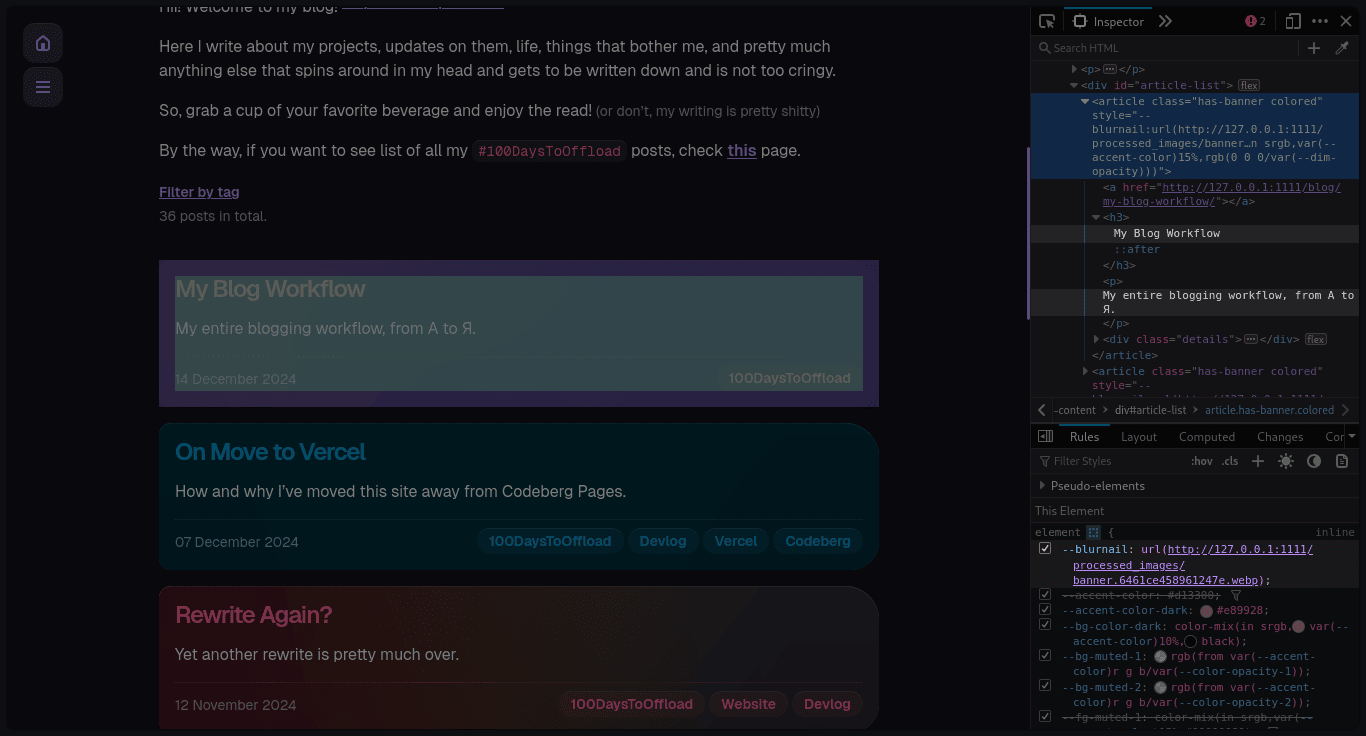 Hi! Welcome to my blog!
Here I write about my projects, updates on them, life, things that bother me, and pretty much
anything else that spins around in my head and gets to be written down and is not too cringy.
So, grab a cup of your favorite beverage and enjoy the read! (or don't, my writing is pretty shitty)
By the way, if you want to see list of all my #100DaysToOffload posts, check this page.
Filter by tag
36 posts in total.
My Blog Workflow
My entire blogging workflow, from A to Я.
14 December 2024 100DaysToOffload
On Move to Vercel
How and why I've moved this site away from Codeberg Pages.
07 December 2024 100DaysToOffload Devlog Vercel Codeberg
Rewrite Again?
Yet another rewrite is pretty much over.
12 November 2024 100DaysToOffload Website Devlog
Inspector 2
Search HTML
<p></p>
<div id="article-list"> flex
<article class="has-banner colored"
style="--
blurnail:url(http://127.0.0.1:1111/
processed_images/banner…n srgb,var(--
accent-color)15%,rgb(0 0 0/var(--dim-
opacity)))">
<a href="http://127.0.0.1:1111/blog/
my-blog-workflow/"></a>
<h3>
My Blog Workflow
::after
</h3>
<p>
My entire blogging workflow, from A to
Я.
</p>
<div class="details"></div> flex
</article>
<article class="has-banner colored"
style="--
-content div#article-list article.has-banner.colored
Rules Layout Computed Changes Cor
Filter Styles :hov .cls
Pseudo-elements
This Element
element { inline
--blurnail: url(http://127.0.0.1:1111/
processed_images/
banner.6461ce458961247e.webp);
--accent-color: #d13300;
--accent-color-dark: #e89928;
--bg-color-dark: color-mix(in srgb, var(--
accent-color)10%, black);
--bg-muted-1: rgb(from var(--accent-
color)r g b/var(--color-opacity-1));
--bg-muted-2: rgb(from var(--accent-
color)r g b/var(--color-opacity-2));
--fg-muted-1: color-mix(in srgb,var(--